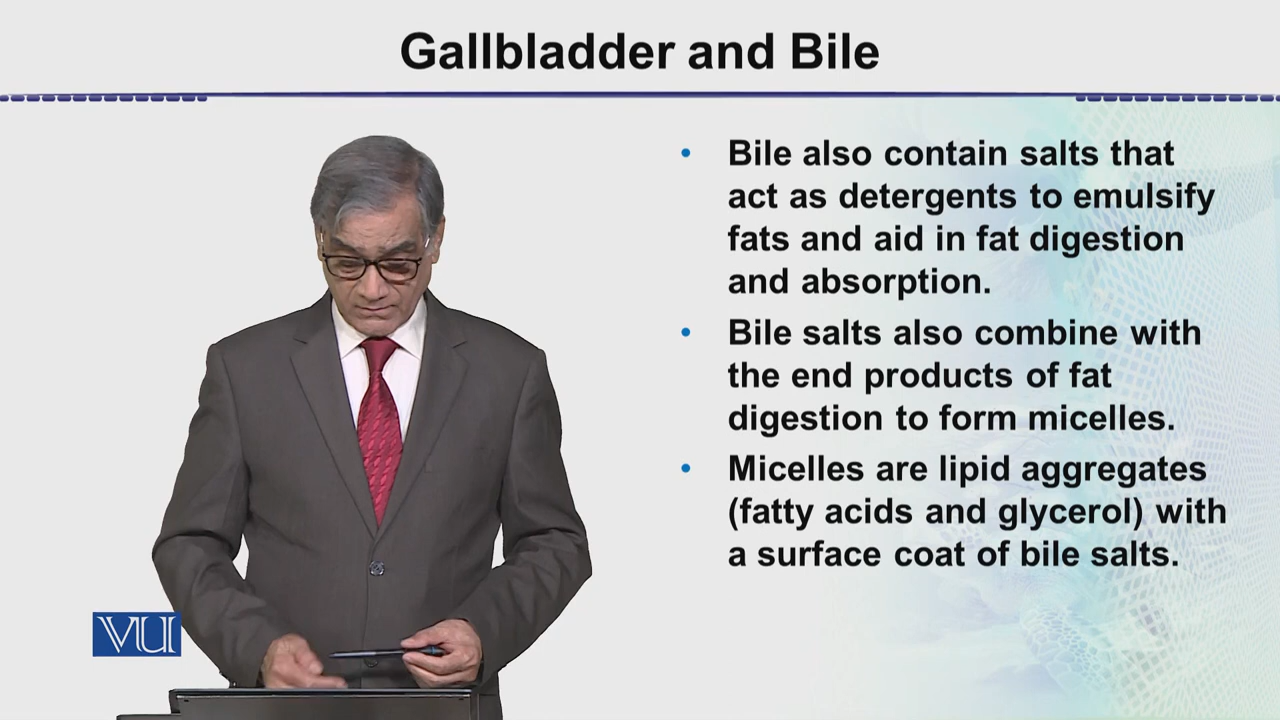 Gallbladder and Bile
• Bile also contain salts that
act as detergents to emulsify
fats and aid in fat digestion
and absorption.
• Bile salts also combine with
the end products of fat
digestion to form micelles.
• Micelles are lipid aggregates
(fatty acids and glycerol) with
a surface coat of bile salts.
VU